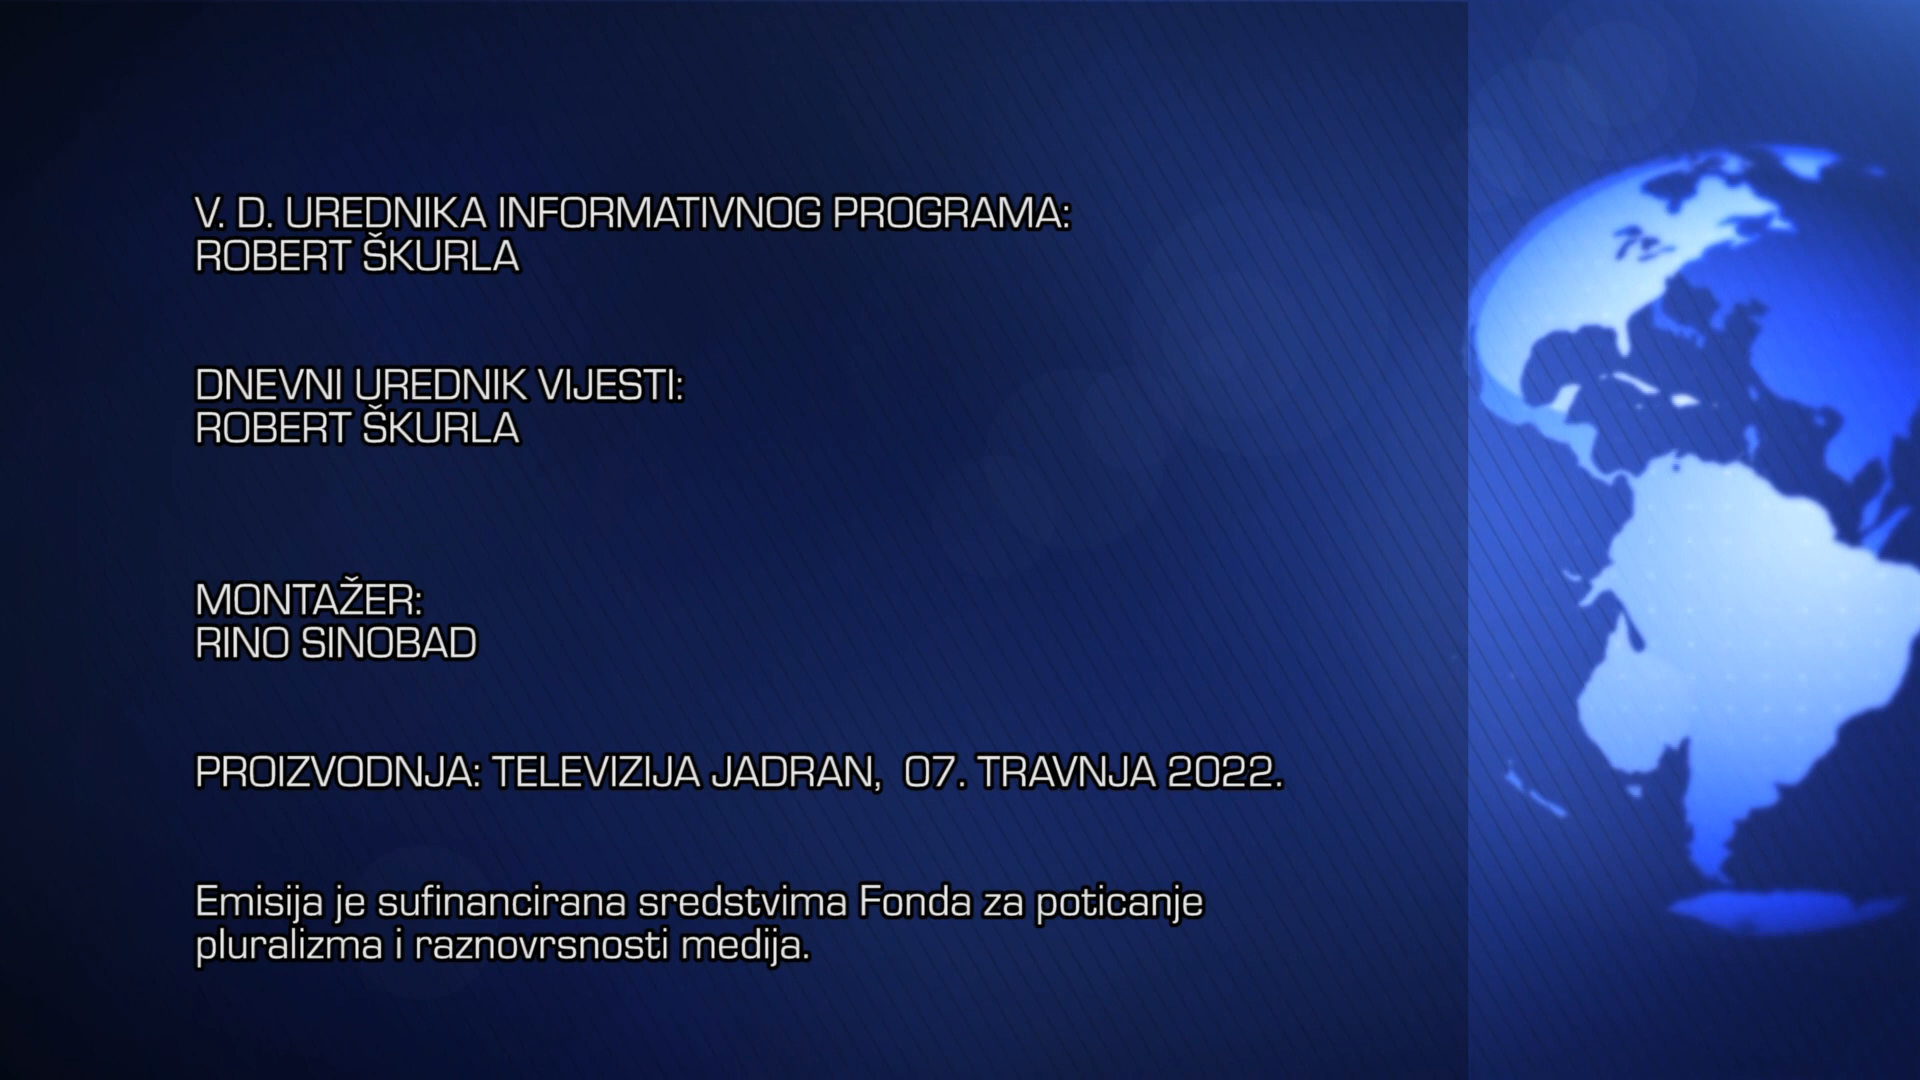 V. D. UREDNIKA INFORMATIVNOG PROGRAMA:
ROBERT ŠKURLA
DNEVNI UREDNIK VIJESTI:
ROBERT ŠKURLA
MONTAŽER:
RINO SINOBAD
PROIZVODNJA: TELEVIZIJA JADRAN, 07. TRAVNJA 2022.
Emisija je sufinancirana sredstvima Fonda za poticanje
pluralizma i raznovrsnosti medija.